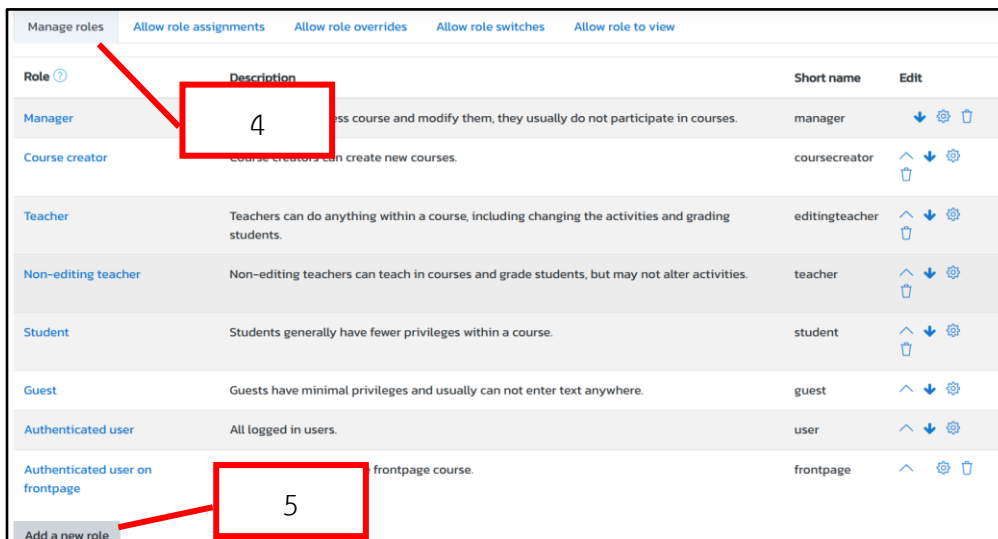 Manage roles Allow role assignments Allow role overrides Allow role switches Allow role to view
Role Description Short name Edit
4
Manager course and modify them, they usually do not participate in courses. manager
Course creator Course creators can create new courses. coursecreator
Teacher Teachers can do anything within a course, including changing the activities and grading editingteacher
students.
Non-editing teacher Non-editing teachers can teach in courses and grade students, but may not alter activities. teacher
Student Students generally have fewer privileges within a course. student
Guest Guests have minimal privileges and usually can not enter text anywhere. guest
Authenticated user All logged in users. user
Authenticated user on frontpage course. frontpage
frontpage
5
Add a new role